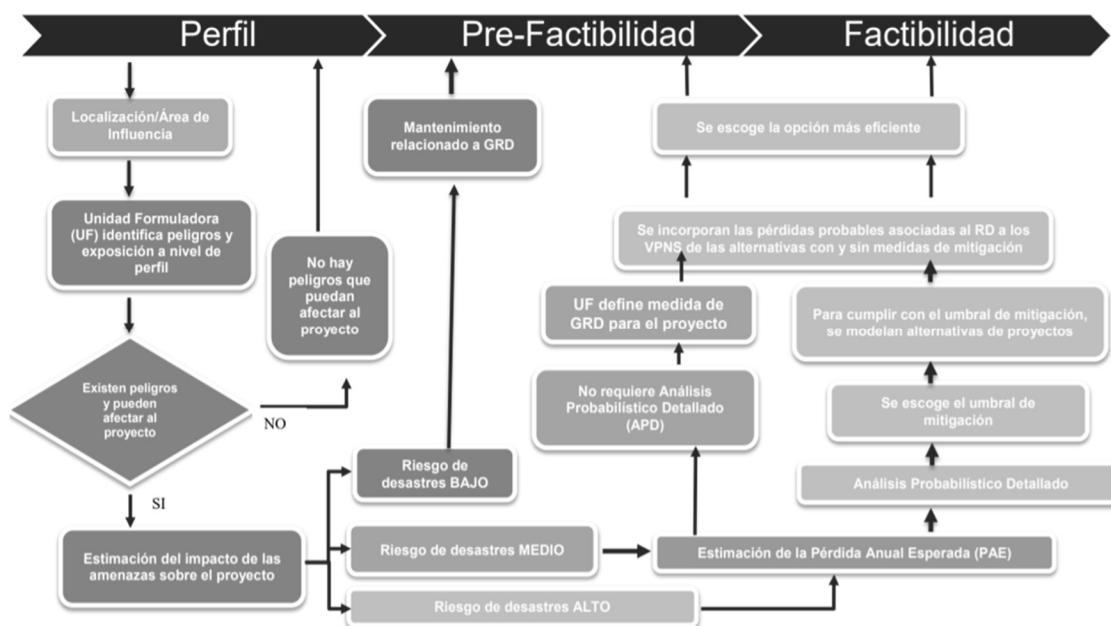 Perfil
Pre-Factibilidad
Factibilidad
Localización/Área de
Influencia
Unidad Formuladora
(UF) identifica peligros y
exposición a nivel de
perfil
Existen peligros
y pueden
afectar al
proyecto
NO
SI
No hay
peligros que
puedan
afectar al
proyecto
Estimación del impacto de las
amenazas sobre el proyecto
Mantenimiento
relacionado a GRD
Riesgo de
desastres BAJO
Riesgo de desastres MEDIO
Riesgo de desastres ALTO
Se escoge la opción más eficiente
Se incorporan las pérdidas probables asociadas al RD a los
VPNS de las alternativas con y sin medidas de mitigación
UF define medida de
GRD para el proyecto
No requiere Análisis
Probabilístico Detallado
(APD)
Para cumplir con el umbral de mitigación,
se modelan alternativas de proyectos
Se escoge el umbral de
mitigación
Análisis Probabilístico Detallado
Estimación de la Pérdida Anual Esperada (PAE)